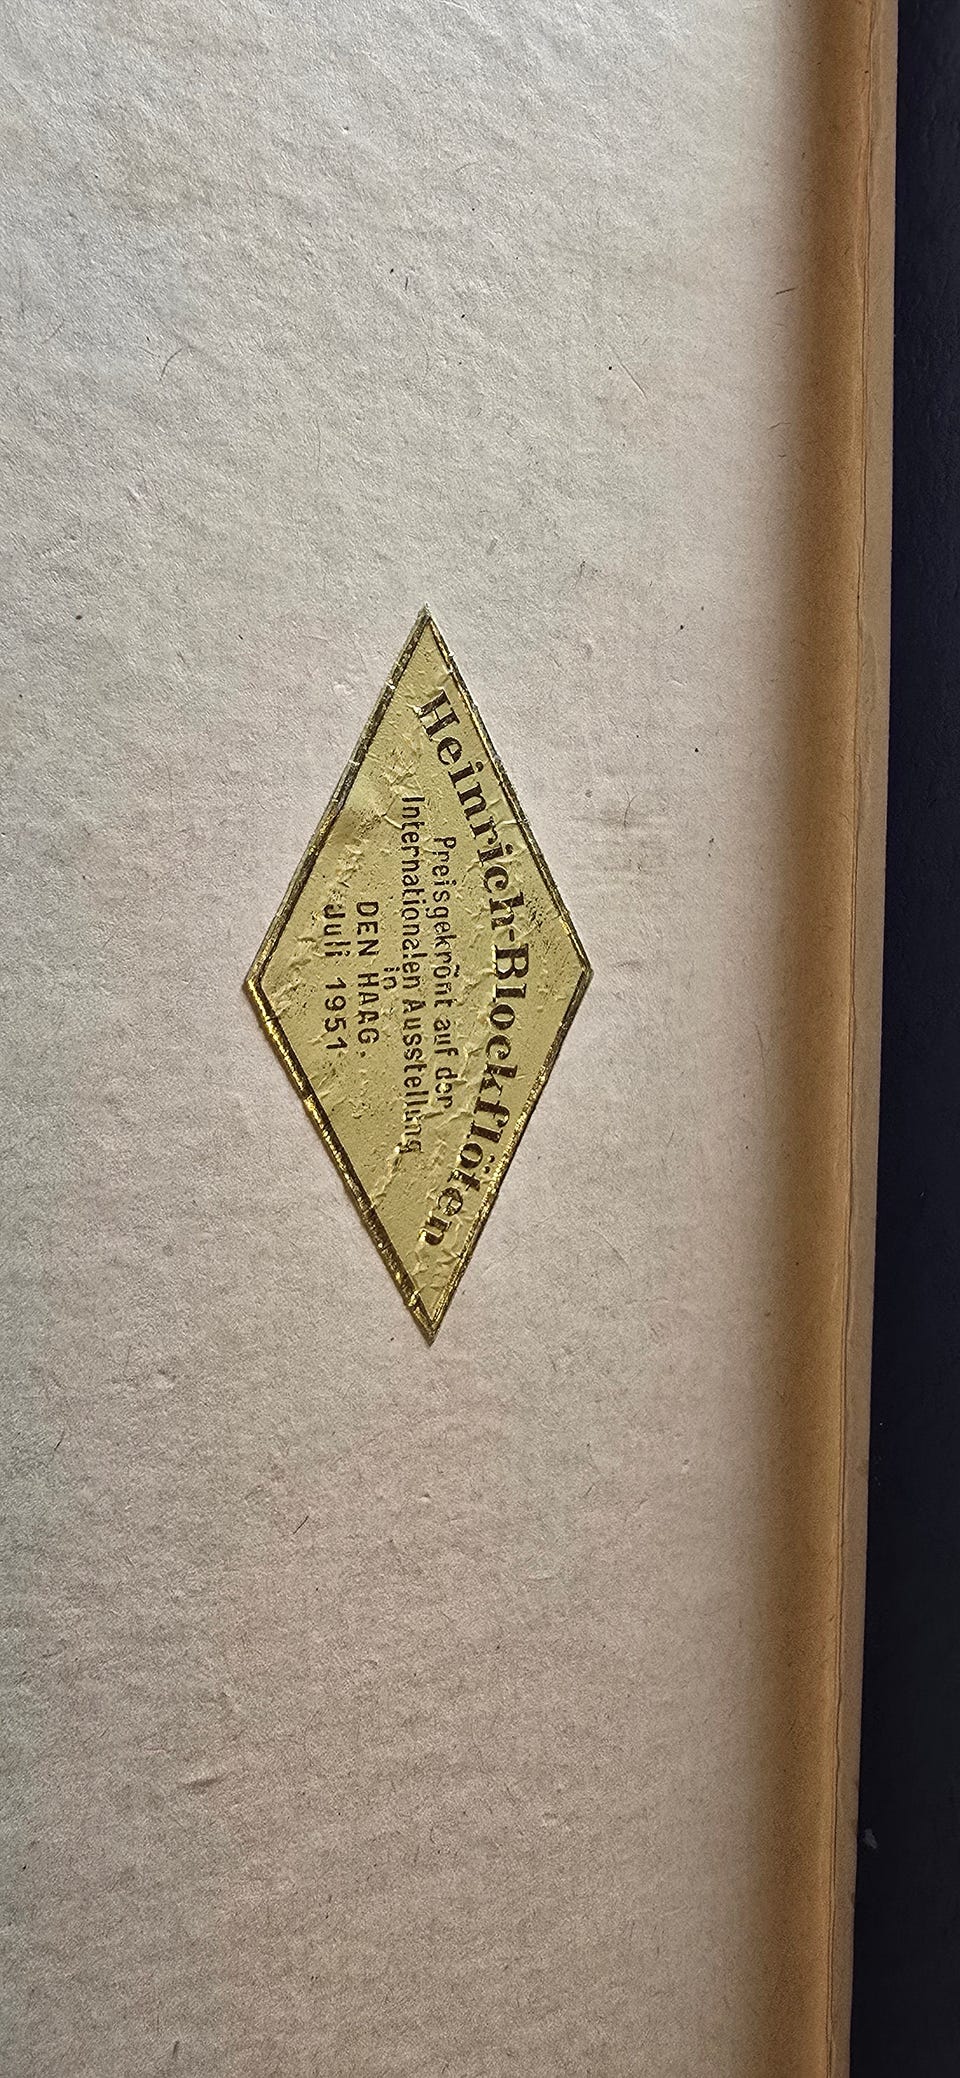 Heinrich-Blockflöten
Preisgekrönt auf der
Internationalen Ausstellung
in
DEN HAAG.
Juli 1951